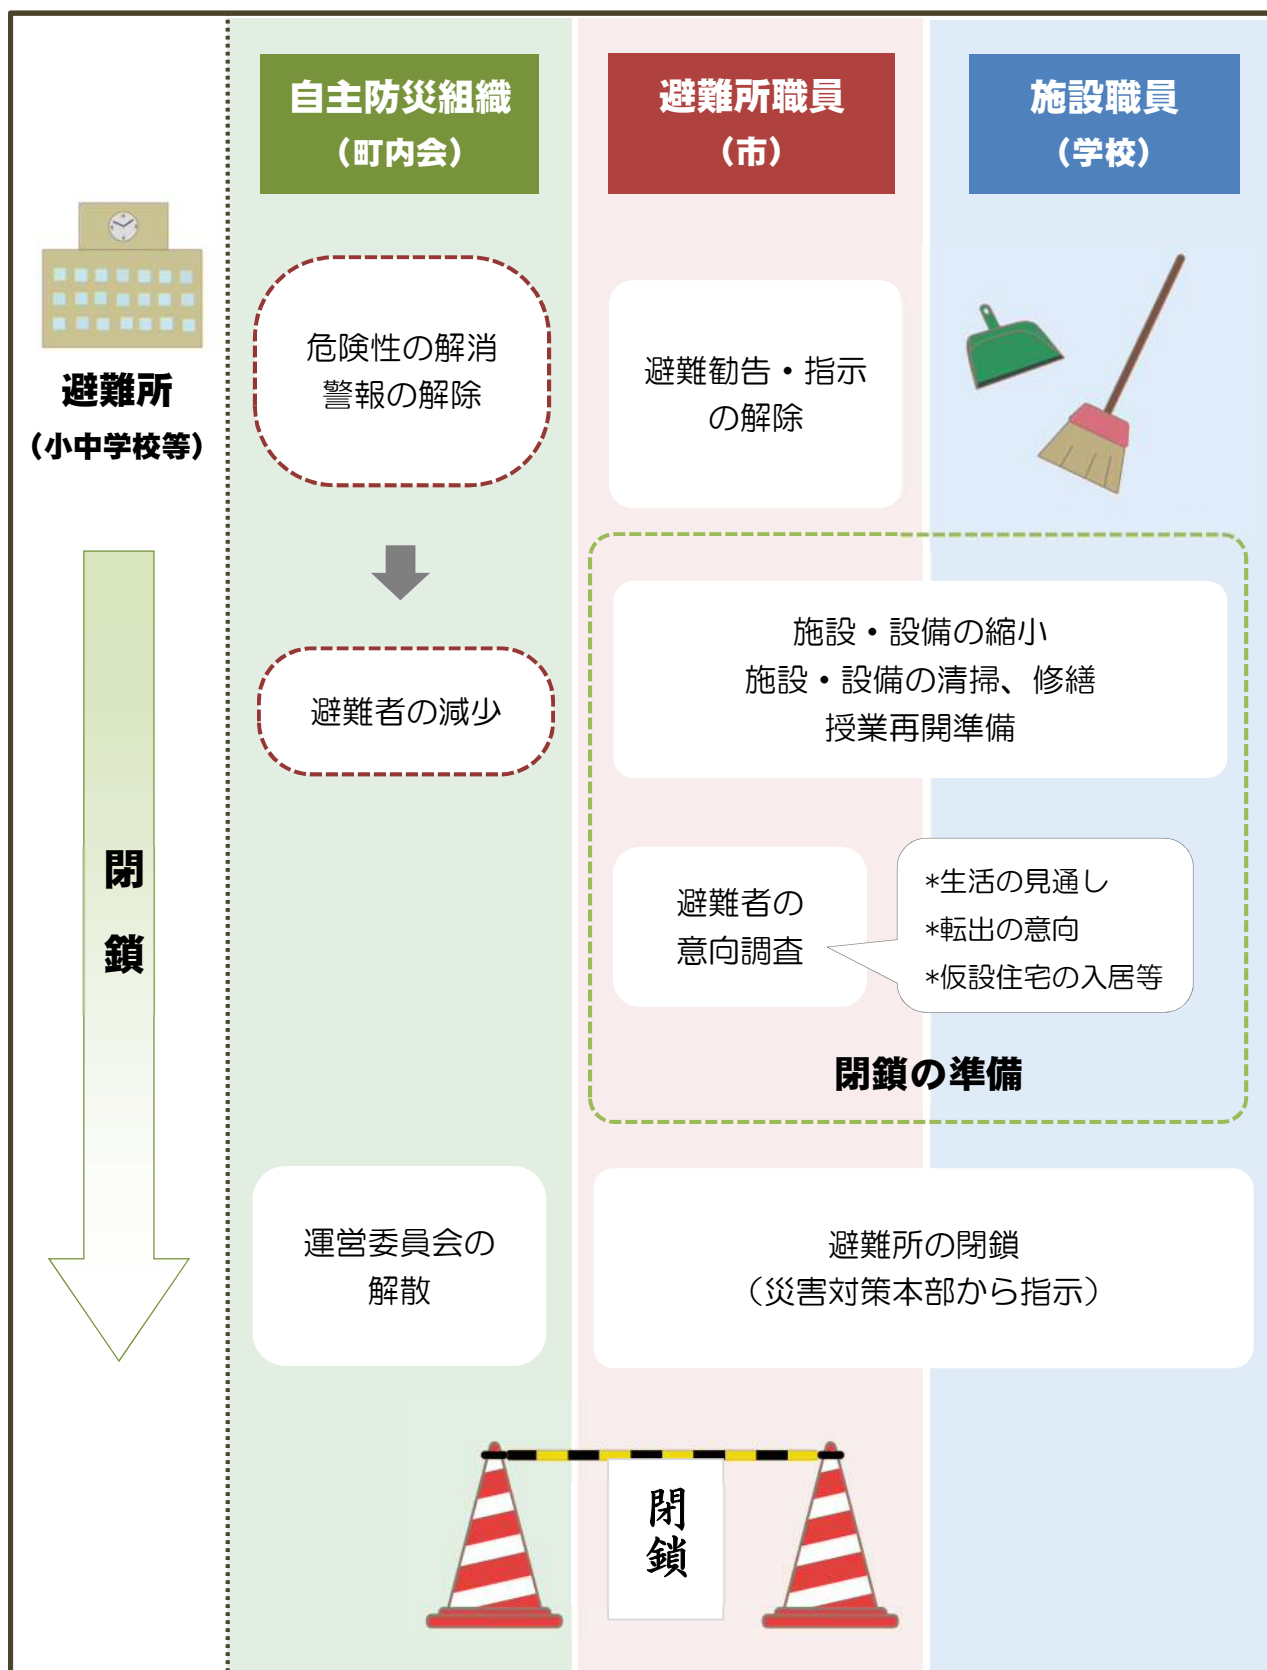 自主防災組織
（町内会）
避難所職員
（市）
施設職員
（学校）
避難所
（小中学校等）
危険性の解消
警報の解除
避難勧告・指示
の解除
避難者の減少
施設・設備の縮小
施設・設備の清掃、修繕
授業再開準備
閉
鎖
避難者の
意向調査
*生活の見通し
*転出の意向
*仮設住宅の入居等
閉鎖の準備
運営委員会の
解散
避難所の閉鎖
（災害対策本部から指示）
閉
鎖